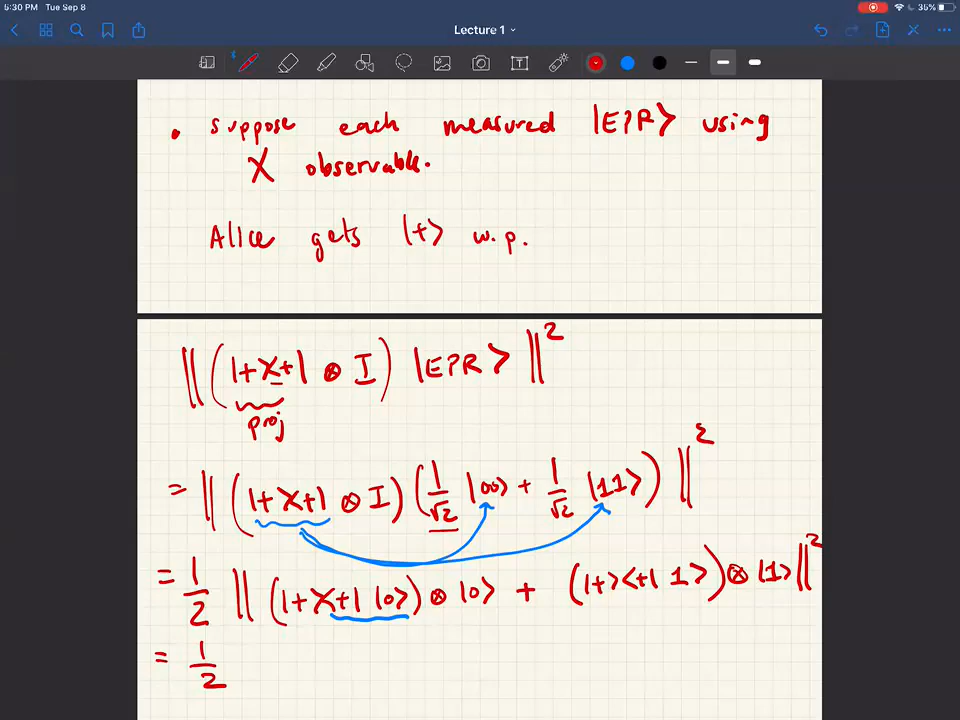 5:30 PM Tue Sep 8
35%
Lecture 1
• suppose each measured |EPR> using
X observable.
Alice gets |+> w.p.
‖(|+X+| ⊗ I) |EPR>‖²
proj
= ‖(|+X+| ⊗ I)(1/√2 |00> + 1/√2 |11>)‖²
= 1/2 ‖(|+X+| |0>) ⊗ |0> + (|+><+| 1>) ⊗ |1>‖²
= 1/2